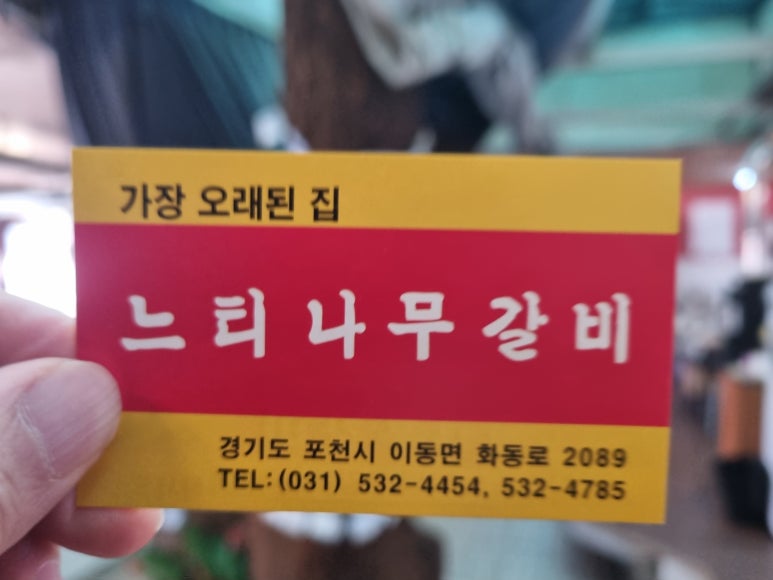 가장 오래된 집
느티나무갈비
경기도 포천시 이동면 화동로 2089
TEL:(031) 532-4454, 532-4785